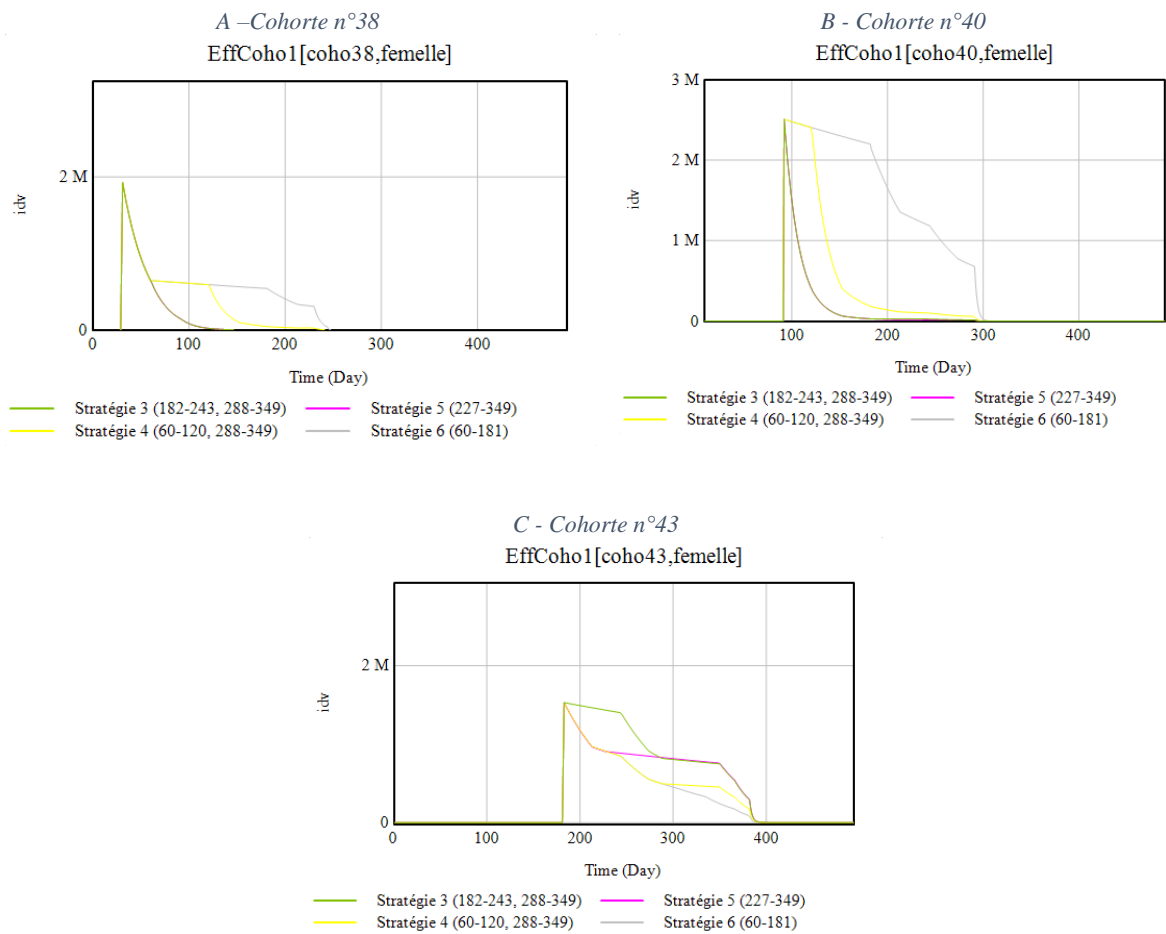 A –Cohorte n°38
EffCoho1[coho38,femelle]
2 M
idv
0
0 100 200 300 400
Time (Day)
Stratégie 3 (182-243, 288-349) Stratégie 5 (227-349)
Stratégie 4 (60-120, 288-349) Stratégie 6 (60-181)
B - Cohorte n°40
EffCoho1[coho40,femelle]
3 M
2 M
idv
1 M
0
100 200 300 400
Time (Day)
Stratégie 3 (182-243, 288-349) Stratégie 5 (227-349)
Stratégie 4 (60-120, 288-349) Stratégie 6 (60-181)
C - Cohorte n°43
EffCoho1[coho43,femelle]
2 M
idv
0
0 100 200 300 400
Time (Day)
Stratégie 3 (182-243, 288-349) Stratégie 5 (227-349)
Stratégie 4 (60-120, 288-349) Stratégie 6 (60-181)